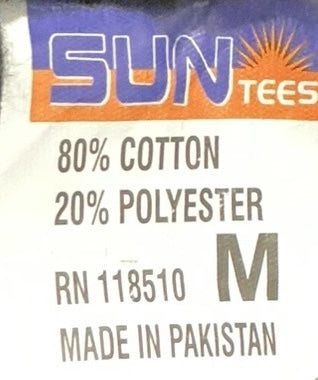 SUN TEES
80% COTTON
20% POLYESTER
RN 118510 M
MADE IN PAKISTAN